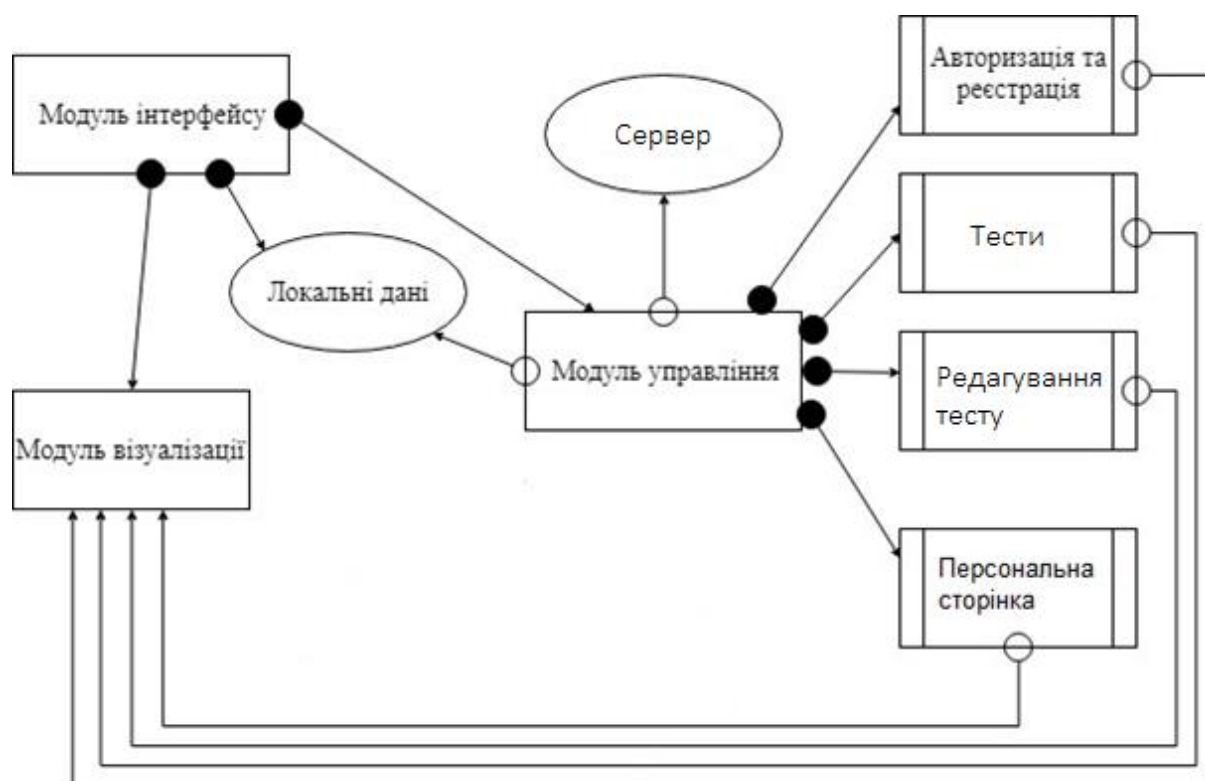 Модуль інтерфейсу
Сервер
Авторизація та
реєстрація
Тести
Локальні дані
Модуль управління
Редагування
тесту
Модуль візуалізації
Персональна
сторінка